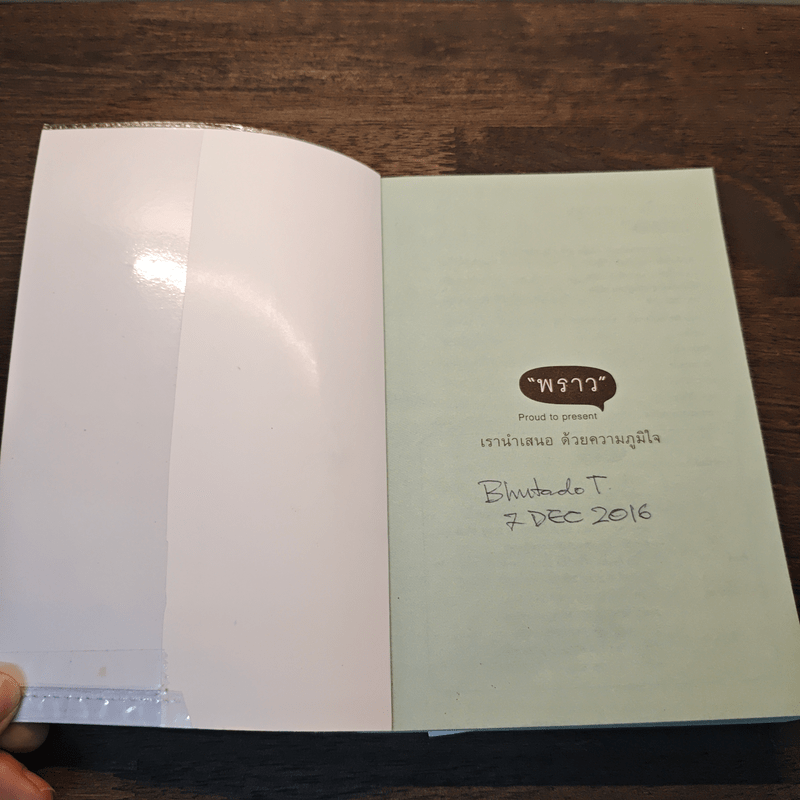 "พราว"
Proud to present
เรานำเสนอ ด้วยความภูมิใจ
Bhutado T.
7 DEC 2016